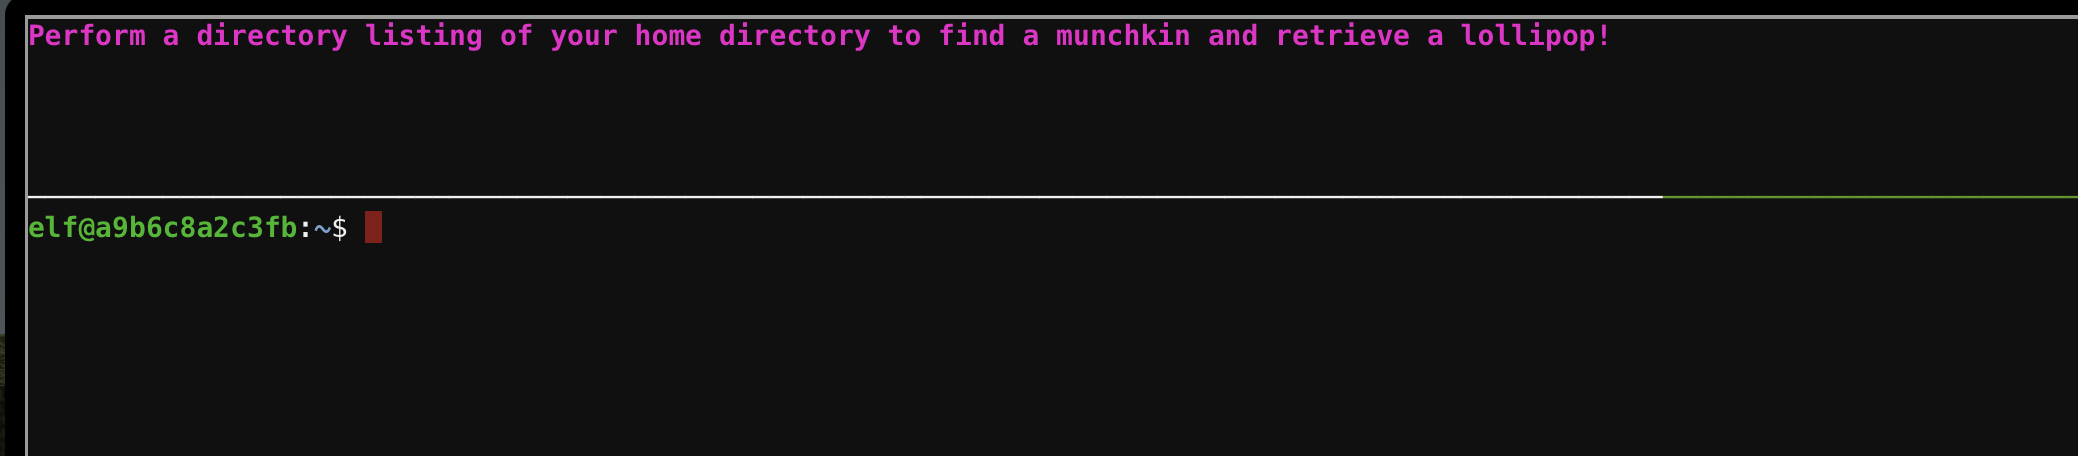 Perform a directory listing of your home directory to find a munchkin and retrieve a lollipop!
elf@a9b6c8a2c3fb:~$